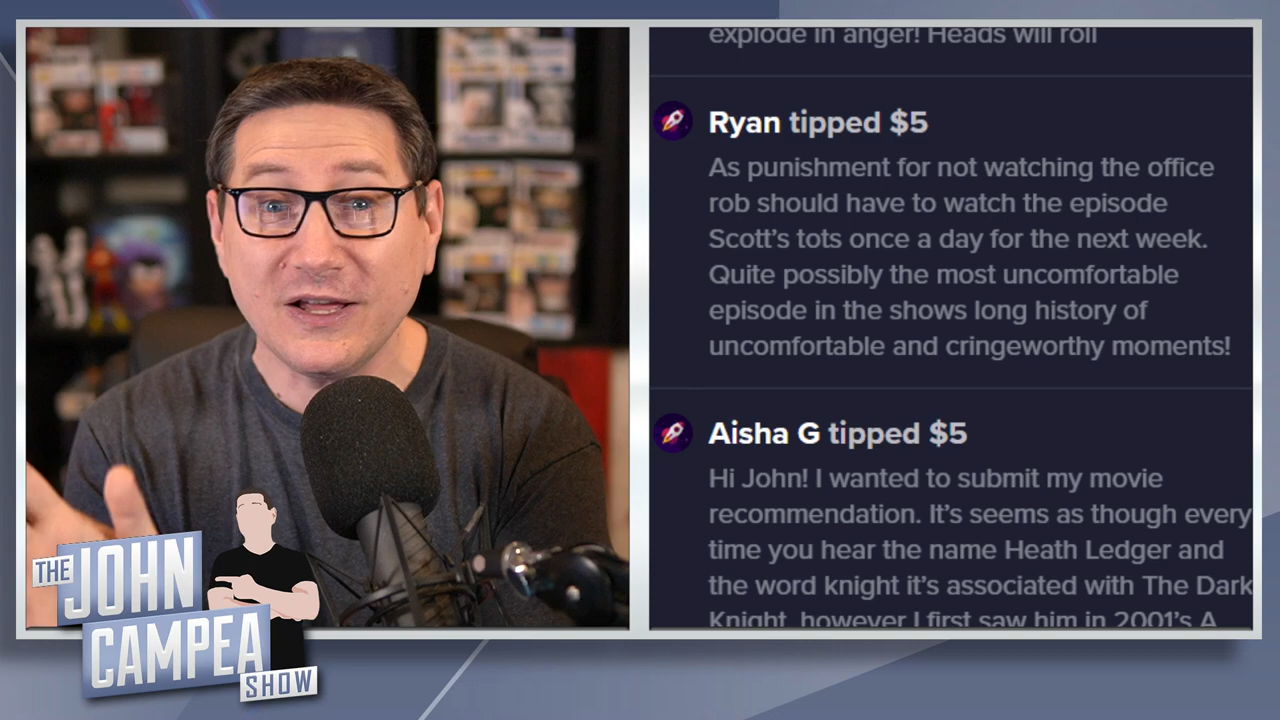 explode in anger! Heads will roll
Ryan tipped $5
As punishment for not watching the office
rob should have to watch the episode
Scott’s tots once a day for the next week.
Quite possibly the most uncomfortable
episode in the shows long history of
uncomfortable and cringeworthy moments!
Aisha G tipped $5
Hi John! I wanted to submit my movie
recommendation. It’s seems as though every
time you hear the name Heath Ledger and
the word knight it’s associated with The Dark
Knight, however I first saw him in 2001’s A
THE
JOHN
CAMPEA
SHOW